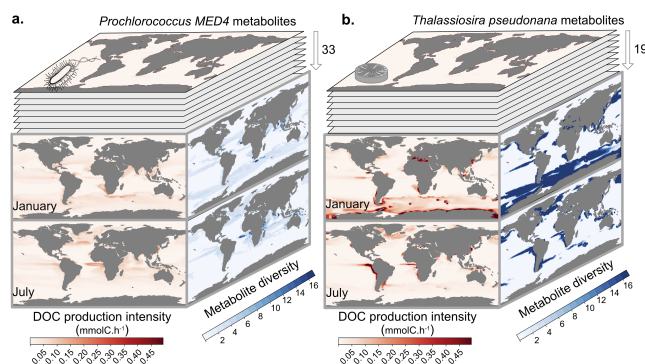 a.
Prochlorococcus MED4 metabolites
33
January
July
DOC production intensity
(mmolC.h⁻¹)
0.05 0.10 0.15 0.20 0.25 0.30 0.35 0.40 0.45
Metabolite diversity
2 4 6 8 10 12 14 16
b.
Thalassiosira pseudonana metabolites
19
January
July
DOC production intensity
(mmolC.h⁻¹)
0.05 0.10 0.15 0.20 0.25 0.30 0.35 0.40 0.45
Metabolite diversity
2 4 6 8 10 12 14 16